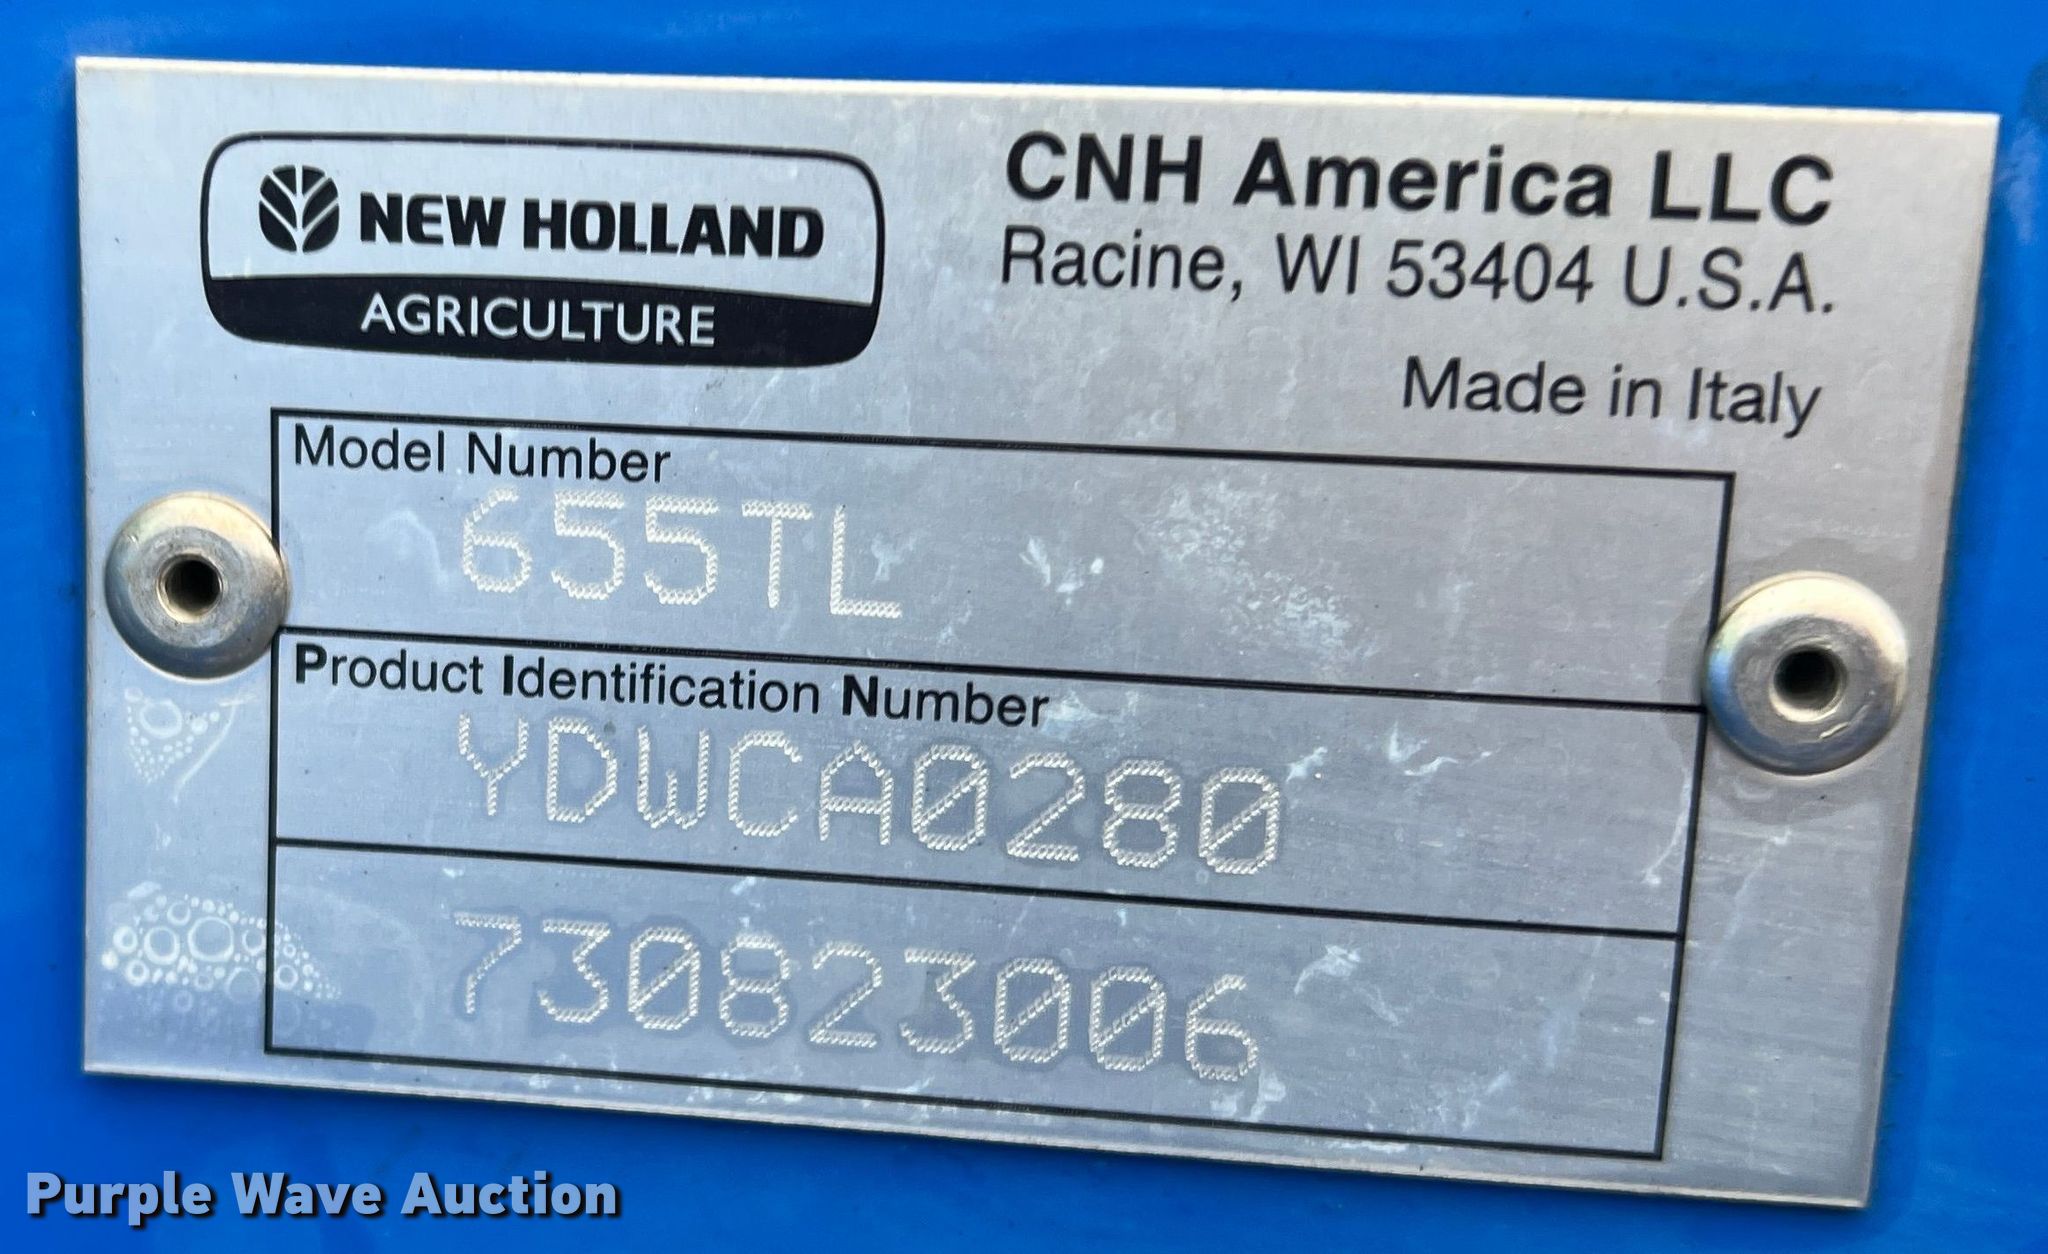 NEW HOLLAND
AGRICULTURE
CNH America LLC
Racine, WI 53404 U.S.A.
Made in Italy
Model Number
655TL
Product Identification Number
YDWCA0280
730823006
Purple Wave Auction